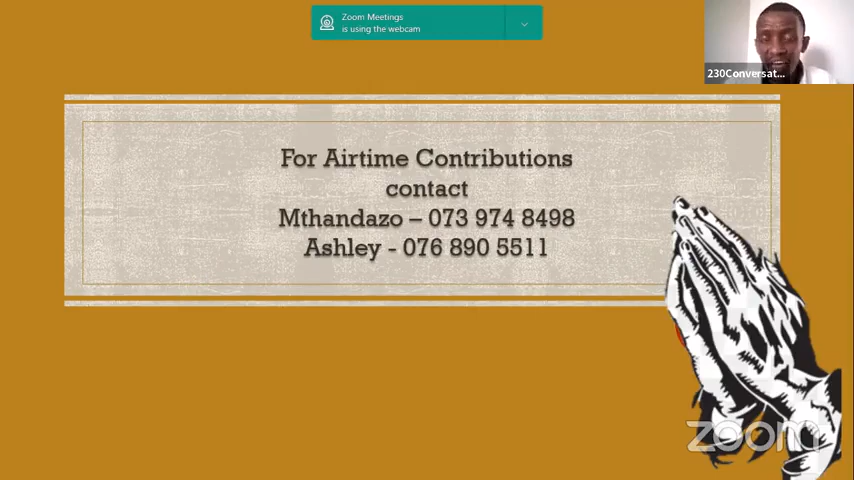 Zoom Meetings
is using the webcam
230Conversat...
For Airtime Contributions
contact
Mthandazo – 073 974 8498
Ashley - 076 890 5511
zoom